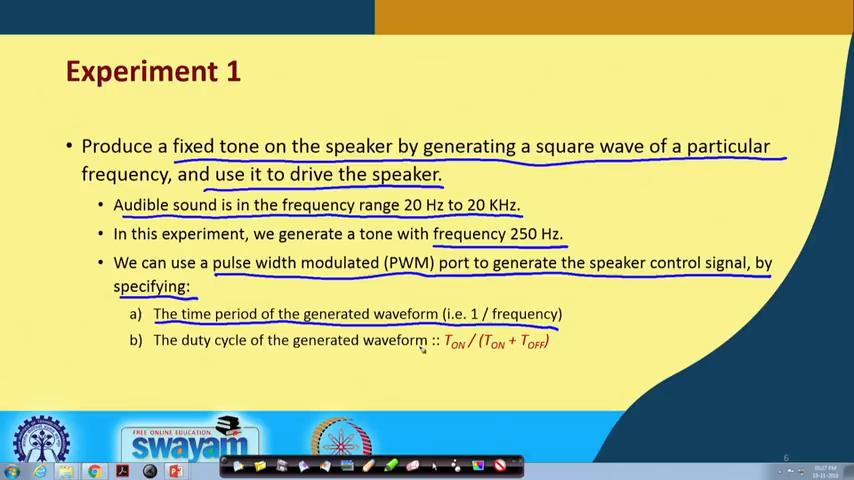 Experiment 1
• Produce a fixed tone on the speaker by generating a square wave of a particular
frequency, and use it to drive the speaker.
• Audible sound is in the frequency range 20 Hz to 20 KHz.
• In this experiment, we generate a tone with frequency 250 Hz.
• We can use a pulse width modulated (PWM) port to generate the speaker control signal, by
specifying:
a) The time period of the generated waveform (i.e. 1 / frequency)
b) The duty cycle of the generated waveform :: TON / (TON + TOFF)
FREE ONLINE EDUCATION
swayam
6